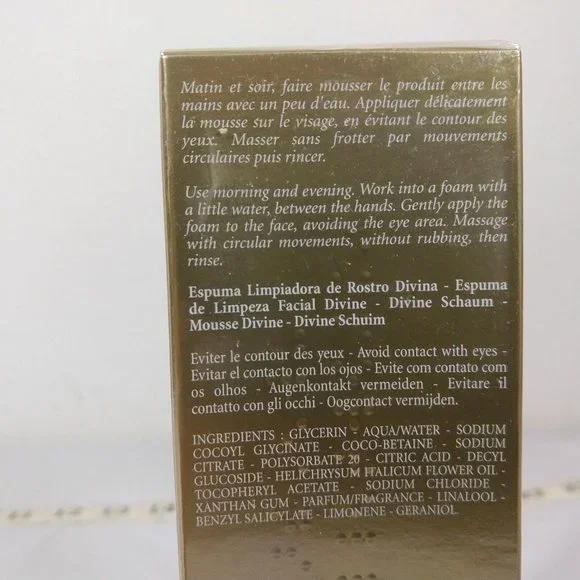 Matin et soir, faire mousser le produit entre les
mains avec un peu d'eau. Appliquer délicatement
la mousse sur le visage, en évitant le contour des
yeux. Masser sans frotter par mouvements
circulaires puis rincer.
Use morning and evening. Work into a foam with
a little water, between the hands. Gently apply the
foam to the face, avoiding the eye area. Massage
with circular movements, without rubbing, then
rinse.
Espuma Limpiadora de Rostro Divina - Espuma
de Limpeza Facial Divine - Divine Schaum -
Mousse Divine - Divine Schuim
Eviter le contour des yeux - Avoid contact with eyes -
Evitar el contacto con los ojos - Evite com contato com
os olhos - Augenkontakt vermeiden - Evitare il
contatto con gli occhi - Oogcontact vermijden.
INGREDIENTS : GLYCERIN - AQUA/WATER - SODIUM
COCOYL GLYCINATE - COCO-BETAINE - SODIUM
CITRATE - POLYSORBATE 20 - CITRIC ACID - DECYL
GLUCOSIDE - HELICHRYSUM ITALICUM FLOWER OIL -
TOCOPHERYL ACETATE - SODIUM CHLORIDE -
XANTHAN GUM - PARFUM/FRAGRANCE - LINALOOL -
BENZYL SALICYLATE - LIMONENE - GERANIOL.